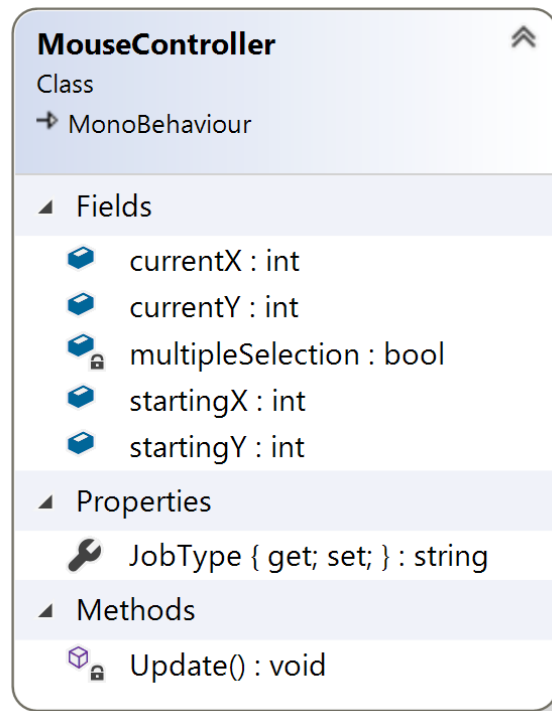 MouseController
Class
MonoBehaviour
Fields
currentX : int
currentY : int
multipleSelection : bool
startingX : int
startingY : int
Properties
JobType { get; set; } : string
Methods
Update() : void